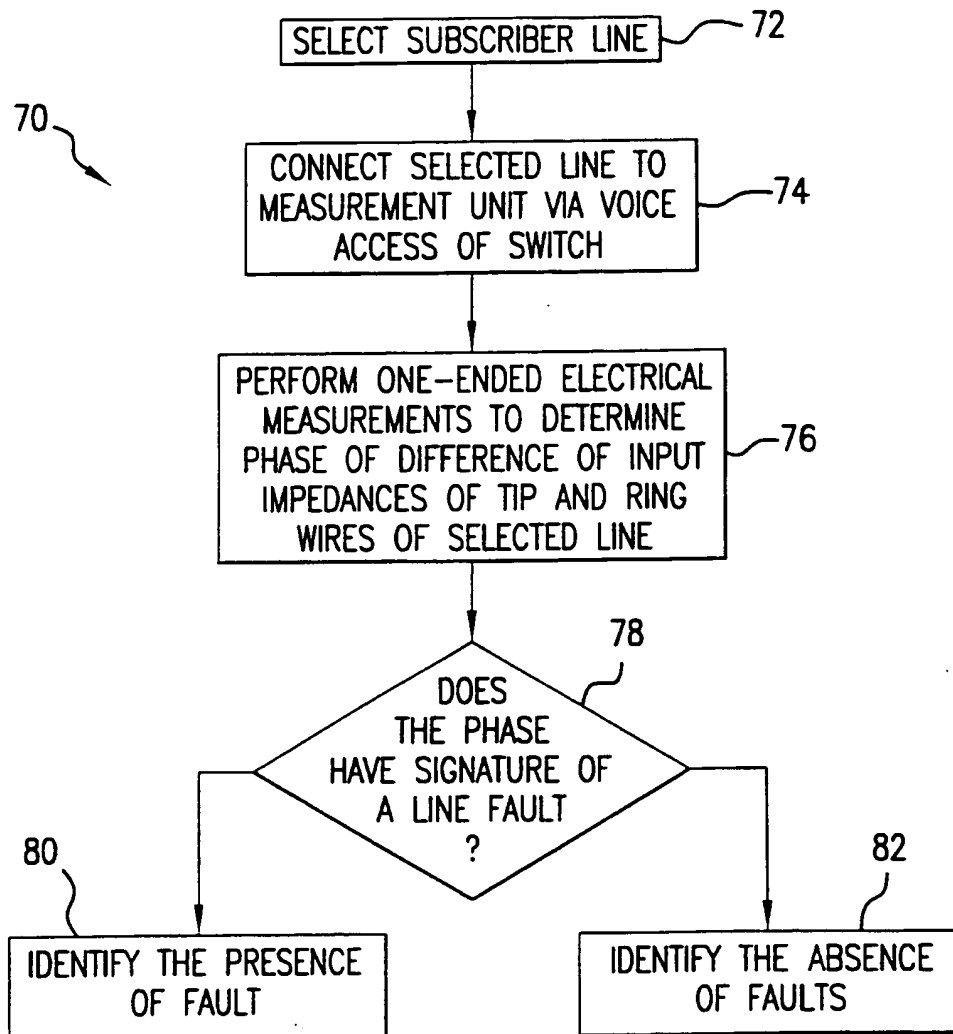 SELECT SUBSCRIBER LINE
72
70
CONNECT SELECTED LINE TO
MEASUREMENT UNIT VIA VOICE
ACCESS OF SWITCH
74
PERFORM ONE-ENDED ELECTRICAL
MEASUREMENTS TO DETERMINE
PHASE OF DIFFERENCE OF INPUT
IMPEDANCES OF TIP AND RING
WIRES OF SELECTED LINE
76
78
DOES
THE PHASE
HAVE SIGNATURE OF
A LINE FAULT
?
80
IDENTIFY THE PRESENCE
OF FAULT
82
IDENTIFY THE ABSENCE
OF FAULTS